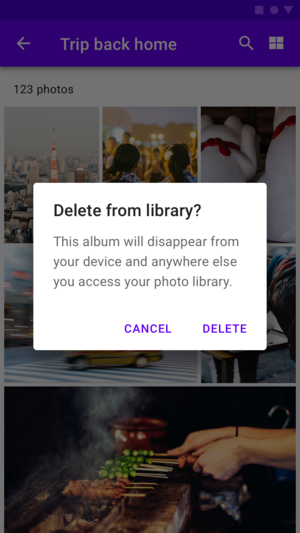 Trip back home
123 photos
Delete from library?
This album will disappear from
your device and anywhere else
you access your photo library.
CANCEL
DELETE